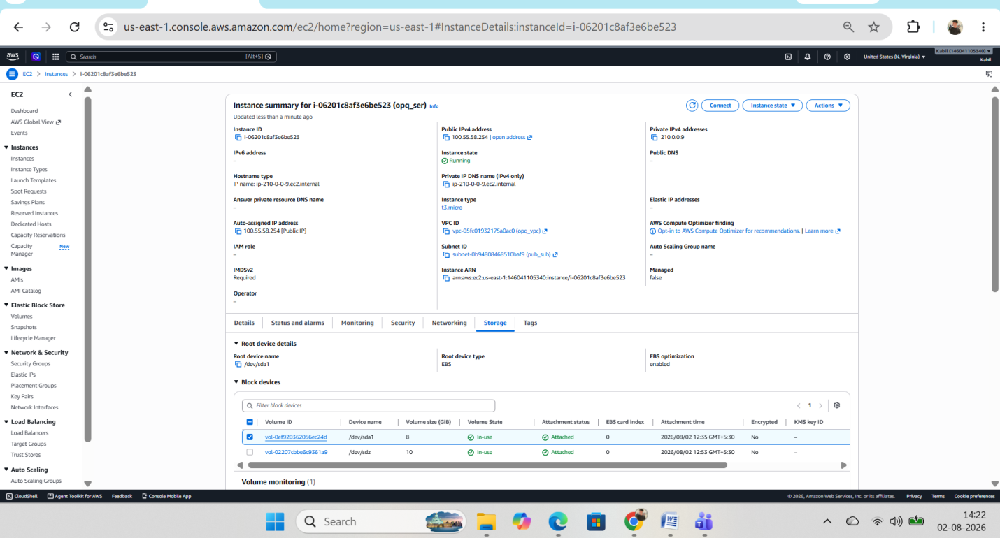 us-east-1.console.aws.amazon.com/ec2/home?region=us-east-1#InstanceDetails:instanceId=i-06201c8af3e6be523
aws
Search [Alt+S]
United States (N. Virginia) ▼
Kabil (146041105340) ▼
Kabil
EC2 > Instances > i-06201c8af3e6be523
EC2
Dashboard
AWS Global View
Events
▼ Instances
Instances
Instance Types
Launch Templates
Spot Requests
Savings Plans
Reserved Instances
Dedicated Hosts
Capacity Reservations
Capacity Manager New
▼ Images
AMIs
AMI Catalog
▼ Elastic Block Store
Volumes
Snapshots
Lifecycle Manager
▼ Network & Security
Security Groups
Elastic IPs
Placement Groups
Key Pairs
Network Interfaces
▼ Load Balancing
Load Balancers
Target Groups
Trust Stores
▼ Auto Scaling
Auto Scaling Groups
Instance summary for i-06201c8af3e6be523 (opq_ser) Info
Connect
Instance state ▼
Actions ▼
Updated less than a minute ago
Instance ID
i-06201c8af3e6be523
Public IPv4 address
100.55.58.254 | open address
Private IPv4 addresses
210.0.0.9
IPv6 address
–
Instance state
Running
Public DNS
–
Hostname type
IP name: ip-210-0-0-9.ec2.internal
Private IP DNS name (IPv4 only)
ip-210-0-0-9.ec2.internal
Answer private resource DNS name
–
Instance type
t3.micro
Elastic IP addresses
–
Auto-assigned IP address
100.55.58.254 [Public IP]
VPC ID
vpc-05fc01932175a0ac0 (opq_vpc)
AWS Compute Optimizer finding
Opt-in to AWS Compute Optimizer for recommendations. | Learn more
IAM role
–
Subnet ID
subnet-0b94808468510baf9 (pub_sub)
Auto Scaling Group name
–
IMDSv2
Required
Instance ARN
arn:aws:ec2:us-east-1:146041105340:instance/i-06201c8af3e6be523
Managed
false
Operator
–
Details Status and alarms Monitoring Security Networking Storage Tags
▼ Root device details
Root device name
/dev/sda1
Root device type
EBS
EBS optimization
enabled
▼ Block devices
Filter block devices
< 1 >
Volume ID Device name Volume size (GiB) Volume State Attachment status EBS card index Attachment time Encrypted KMS key ID
vol-0ef920362056ec24d /dev/sda1 8 In-use Attached 0 2026/08/02 12:35 GMT+5:30 No –
vol-02207cbbe6c9361a9 /dev/sdz 10 In-use Attached 0 2026/08/02 12:53 GMT+5:30 No –
Volume monitoring (1)
CloudShell Agent Toolkit for AWS Feedback Console Mobile App
© 2026, Amazon Web Services, Inc. or its affiliates. Privacy Terms Cookie preferences
Search
14:22
02-08-2026